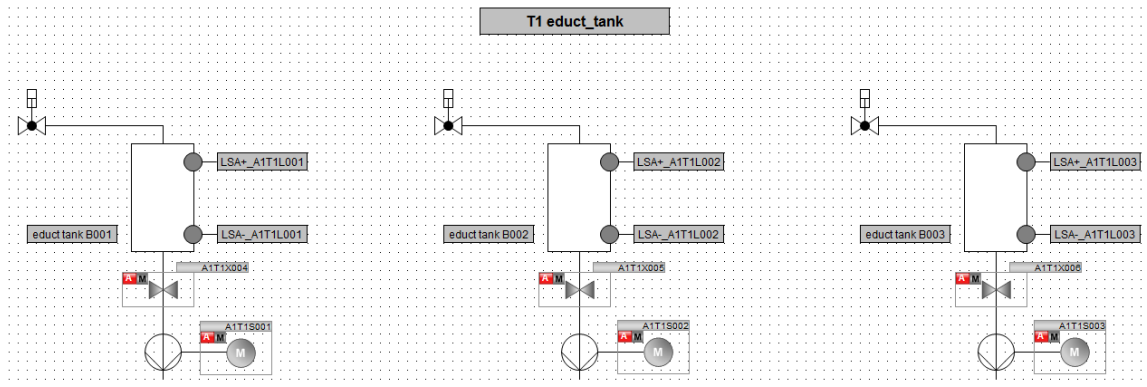 T1 educt_tank
LSA+_A1T1L001
LSA+_A1T1L002
LSA+_A1T1L003
educt tank B001
LSA-_A1T1L001
educt tank B002
LSA-_A1T1L002
educt tank B003
LSA-_A1T1L003
A1T1X004
A M
A1T1X005
A M
A1T1X006
A M
A1T1S001
A M
M
A1T1S002
A M
M
A1T1S003
A M
M